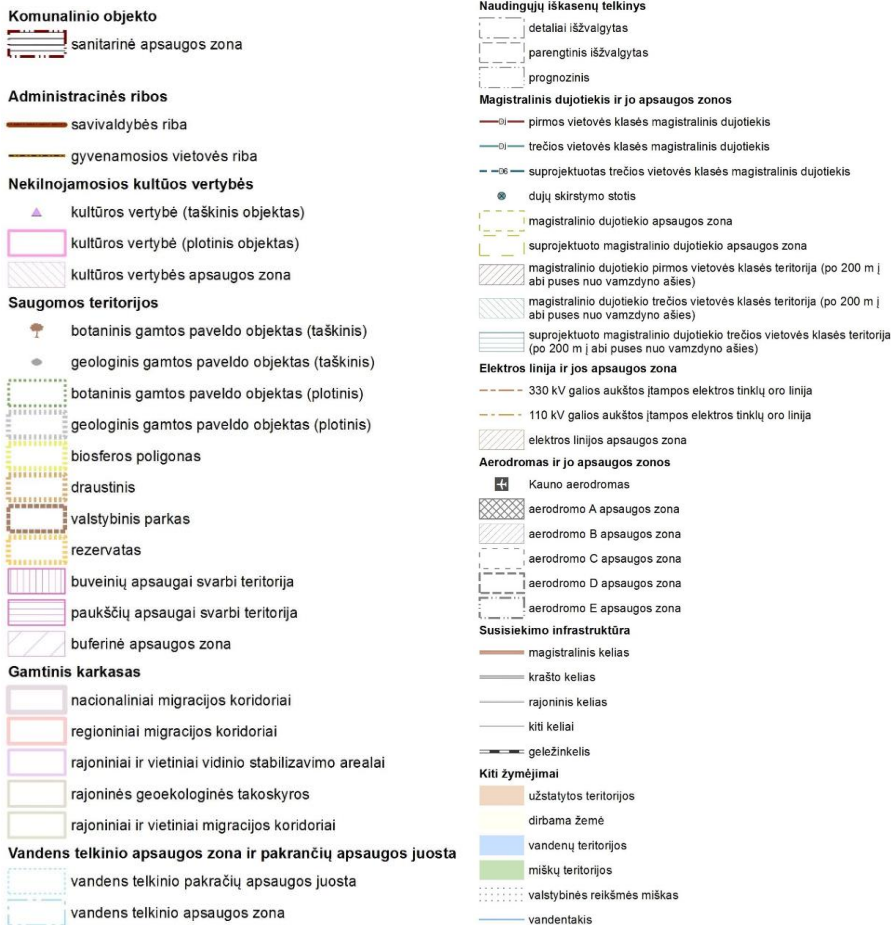 Komunalinio objekto
sanitarinė apsaugos zona
Administracinės ribos
savivaldybės riba
gyvenamosios vietovės riba
Nekilnojamosios kultūos vertybės
kultūros vertybė (taškinis objektas)
kultūros vertybė (plotinis objektas)
kultūros vertybės apsaugos zona
Saugomos teritorijos
botaninis gamtos paveldo objektas (taškinis)
geologinis gamtos paveldo objektas (taškinis)
botaninis gamtos paveldo objektas (plotinis)
geologinis gamtos paveldo objektas (plotinis)
biosferos poligonas
draustinis
valstybinis parkas
rezervatas
buveinių apsaugai svarbi teritorija
paukščių apsaugai svarbi teritorija
buferinė apsaugos zona
Gamtinis karkasas
nacionaliniai migracijos koridoriai
regioniniai migracijos koridoriai
rajoniniai ir vietiniai vidinio stabilizavimo arealai
rajoninės geoekologinės takoskyros
rajoniniai ir vietiniai migracijos koridoriai
Vandens telkinio apsaugos zona ir pakrančių apsaugos juosta
vandens telkinio pakračių apsaugos juosta
vandens telkinio apsaugos zona
Naudingųjų iškasenų telkinys
detaliai išžvalgytas
parengtinis išžvalgytas
prognozinis
Magistralinis dujotiekis ir jo apsaugos zonos
Dj pirmos vietovės klasės magistralinis dujotiekis
Dj trečios vietovės klasės magistralinis dujotiekis
suprojektuotas trečios vietovės klasės magistralinis dujotiekis
dujų skirstymo stotis
magistralinio dujotiekio apsaugos zona
suprojektuoto magistralinio dujotiekio apsaugos zona
magistralinio dujotiekio pirmos vietovės klasės teritorija (po 200 m į
abi puses nuo vamzdyno ašies)
magistralinio dujotiekio trečios vietovės klasės teritorija (po 200 m į
abi puses nuo vamzdyno ašies)
suprojektuoto magistralinio dujotiekio trečios vietovės klasės teritorija
(po 200 m į abi puses nuo vamzdyno ašies)
Elektros linija ir jos apsaugos zona
330 kV galios aukštos įtampos elektros tinklų oro linija
110 kV galios aukštos įtampos elektros tinklų oro linija
elektros linijos apsaugos zona
Aerodromas ir jo apsaugos zonos
Kauno aerodromas
aerodromo A apsaugos zona
aerodromo B apsaugos zona
aerodromo C apsaugos zona
aerodromo D apsaugos zona
aerodromo E apsaugos zona
Susisiekimo infrastruktūra
magistralinis kelias
krašto kelias
rajoninis kelias
kiti keliai
geležinkelis
Kiti žymėjimai
užstatytos teritorijos
dirbama žemė
vandenų teritorijos
miškų teritorijos
valstybinės reikšmės miškas
vandentakis